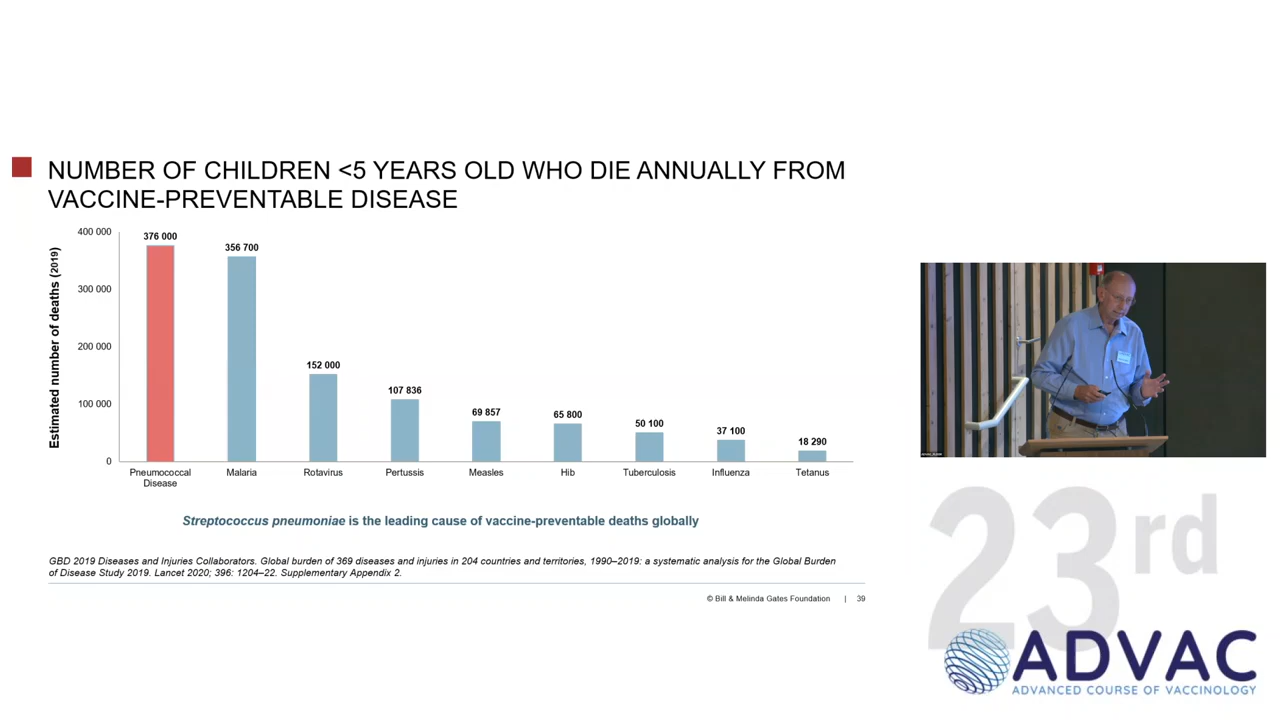 NUMBER OF CHILDREN <5 YEARS OLD WHO DIE ANNUALLY FROM
VACCINE-PREVENTABLE DISEASE
Estimated number of deaths (2019)
400 000
300 000
200 000
100 000
0
376 000
356 700
152 000
107 836
69 857
65 800
50 100
37 100
18 290
Pneumococcal
Disease
Malaria
Rotavirus
Pertussis
Measles
Hib
Tuberculosis
Influenza
Tetanus
Streptococcus pneumoniae is the leading cause of vaccine-preventable deaths globally
GBD 2019 Diseases and Injuries Collaborators. Global burden of 369 diseases and injuries in 204 countries and territories, 1990–2019: a systematic analysis for the Global Burden
of Disease Study 2019. Lancet 2020; 396: 1204–22. Supplementary Appendix 2.
© Bill & Melinda Gates Foundation | 39
23rd
ADVAC
ADVANCED COURSE OF VACCINOLOGY